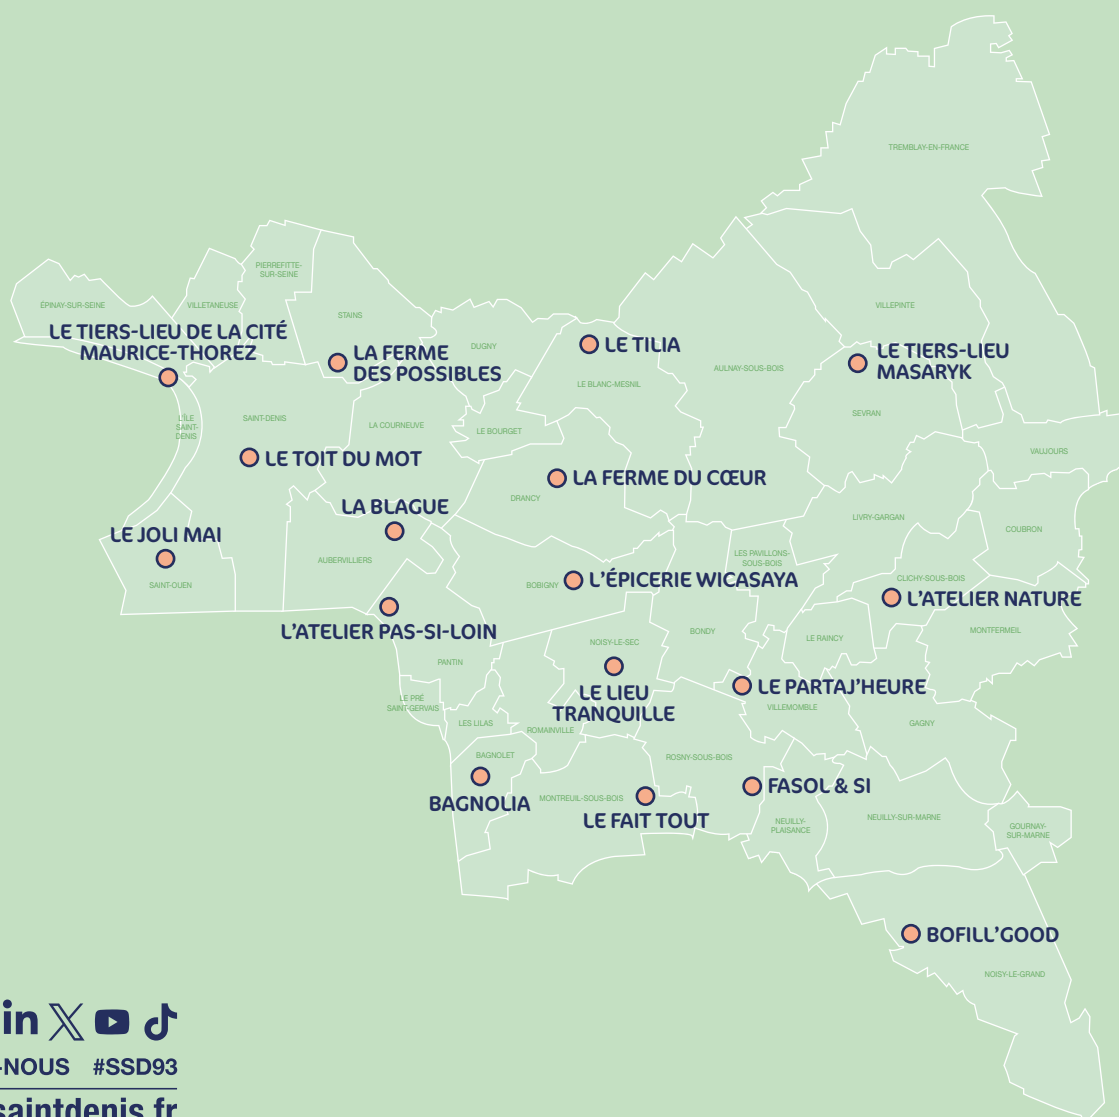 TREMBLAY-EN-FRANCE
PIERREFITTE-
SUR-SEINE
ÉPINAY-SUR-SEINE
VILLETANEUSE
VILLEPINTE
STAINS
LE TIERS-LIEU DE LA CITÉ
MAURICE-THOREZ
LA FERME
DES POSSIBLES
DUGNY
LE TILIA
LE TIERS-LIEU
MASARYK
AULNAY-SOUS-BOIS
LE BLANC-MESNIL
L'ÎLE
SAINT-
DENIS
SAINT-DENIS
LA COURNEUVE
LE BOURGET
SEVRAN
VAUJOURS
LE TOIT DU MOT
LA FERME DU CŒUR
DRANCY
LA BLAGUE
LIVRY-GARGAN
COUBRON
LE JOLI MAI
AUBERVILLIERS
LES PAVILLONS-
SOUS-BOIS
SAINT-OUEN
BOBIGNY
L'ÉPICERIE WICASAYA
CLICHY-SOUS-BOIS
L'ATELIER NATURE
L'ATELIER PAS-SI-LOIN
NOISY-LE-SEC
BONDY
LE RAINCY
MONTFERMEIL
PANTIN
LE LIEU
TRANQUILLE
LE PARTAJ'HEURE
LE PRÉ
SAINT-GERVAIS
LES LILAS
ROMAINVILLE
VILLEMOMBLE
GAGNY
BAGNOLET
ROSNY-SOUS-BOIS
BAGNOLIA
MONTREUIL-SOUS-BOIS
LE FAIT TOUT
FASOL & SI
NEUILLY-
PLAISANCE
NEUILLY-SUR-MARNE
GOURNAY-
SUR-MARNE
BOFILL'GOOD
NOISY-LE-GRAND
-NOUS #SSD93
saintdenis.fr